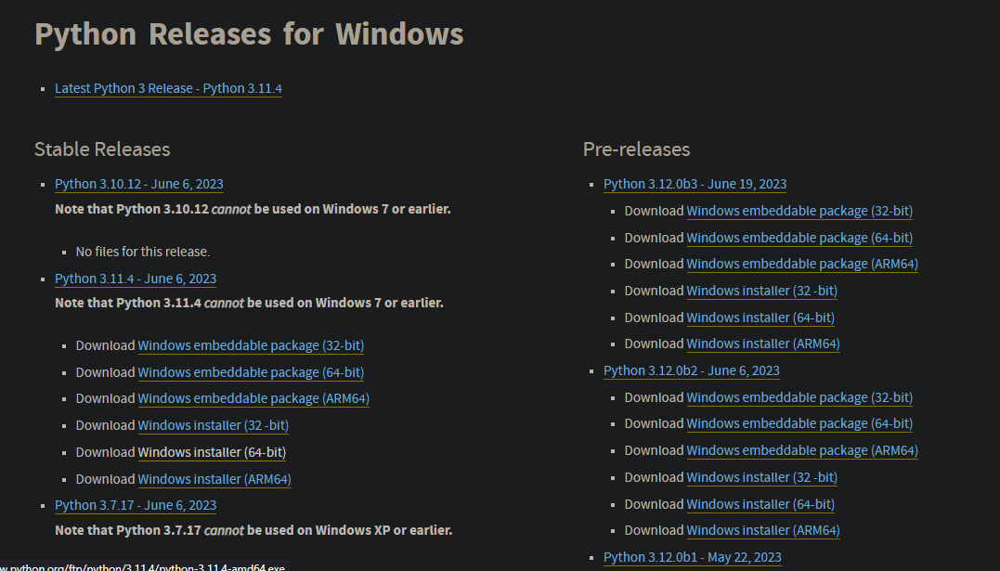 Python Releases for Windows
Latest Python 3 Release - Python 3.11.4
Stable Releases
Python 3.10.12 - June 6, 2023
Note that Python 3.10.12 cannot be used on Windows 7 or earlier.
No files for this release.
Python 3.11.4 - June 6, 2023
Note that Python 3.11.4 cannot be used on Windows 7 or earlier.
Download Windows embeddable package (32-bit)
Download Windows embeddable package (64-bit)
Download Windows embeddable package (ARM64)
Download Windows installer (32 -bit)
Download Windows installer (64-bit)
Download Windows installer (ARM64)
Python 3.7.17 - June 6, 2023
Note that Python 3.7.17 cannot be used on Windows XP or earlier.
Pre-releases
Python 3.12.0b3 - June 19, 2023
Download Windows embeddable package (32-bit)
Download Windows embeddable package (64-bit)
Download Windows embeddable package (ARM64)
Download Windows installer (32 -bit)
Download Windows installer (64-bit)
Download Windows installer (ARM64)
Python 3.12.0b2 - June 6, 2023
Download Windows embeddable package (32-bit)
Download Windows embeddable package (64-bit)
Download Windows embeddable package (ARM64)
Download Windows installer (32 -bit)
Download Windows installer (64-bit)
Download Windows installer (ARM64)
Python 3.12.0b1 - May 22, 2023
w.python.org/ftp/python/3.11.4/python-3.11.4-amd64.exe